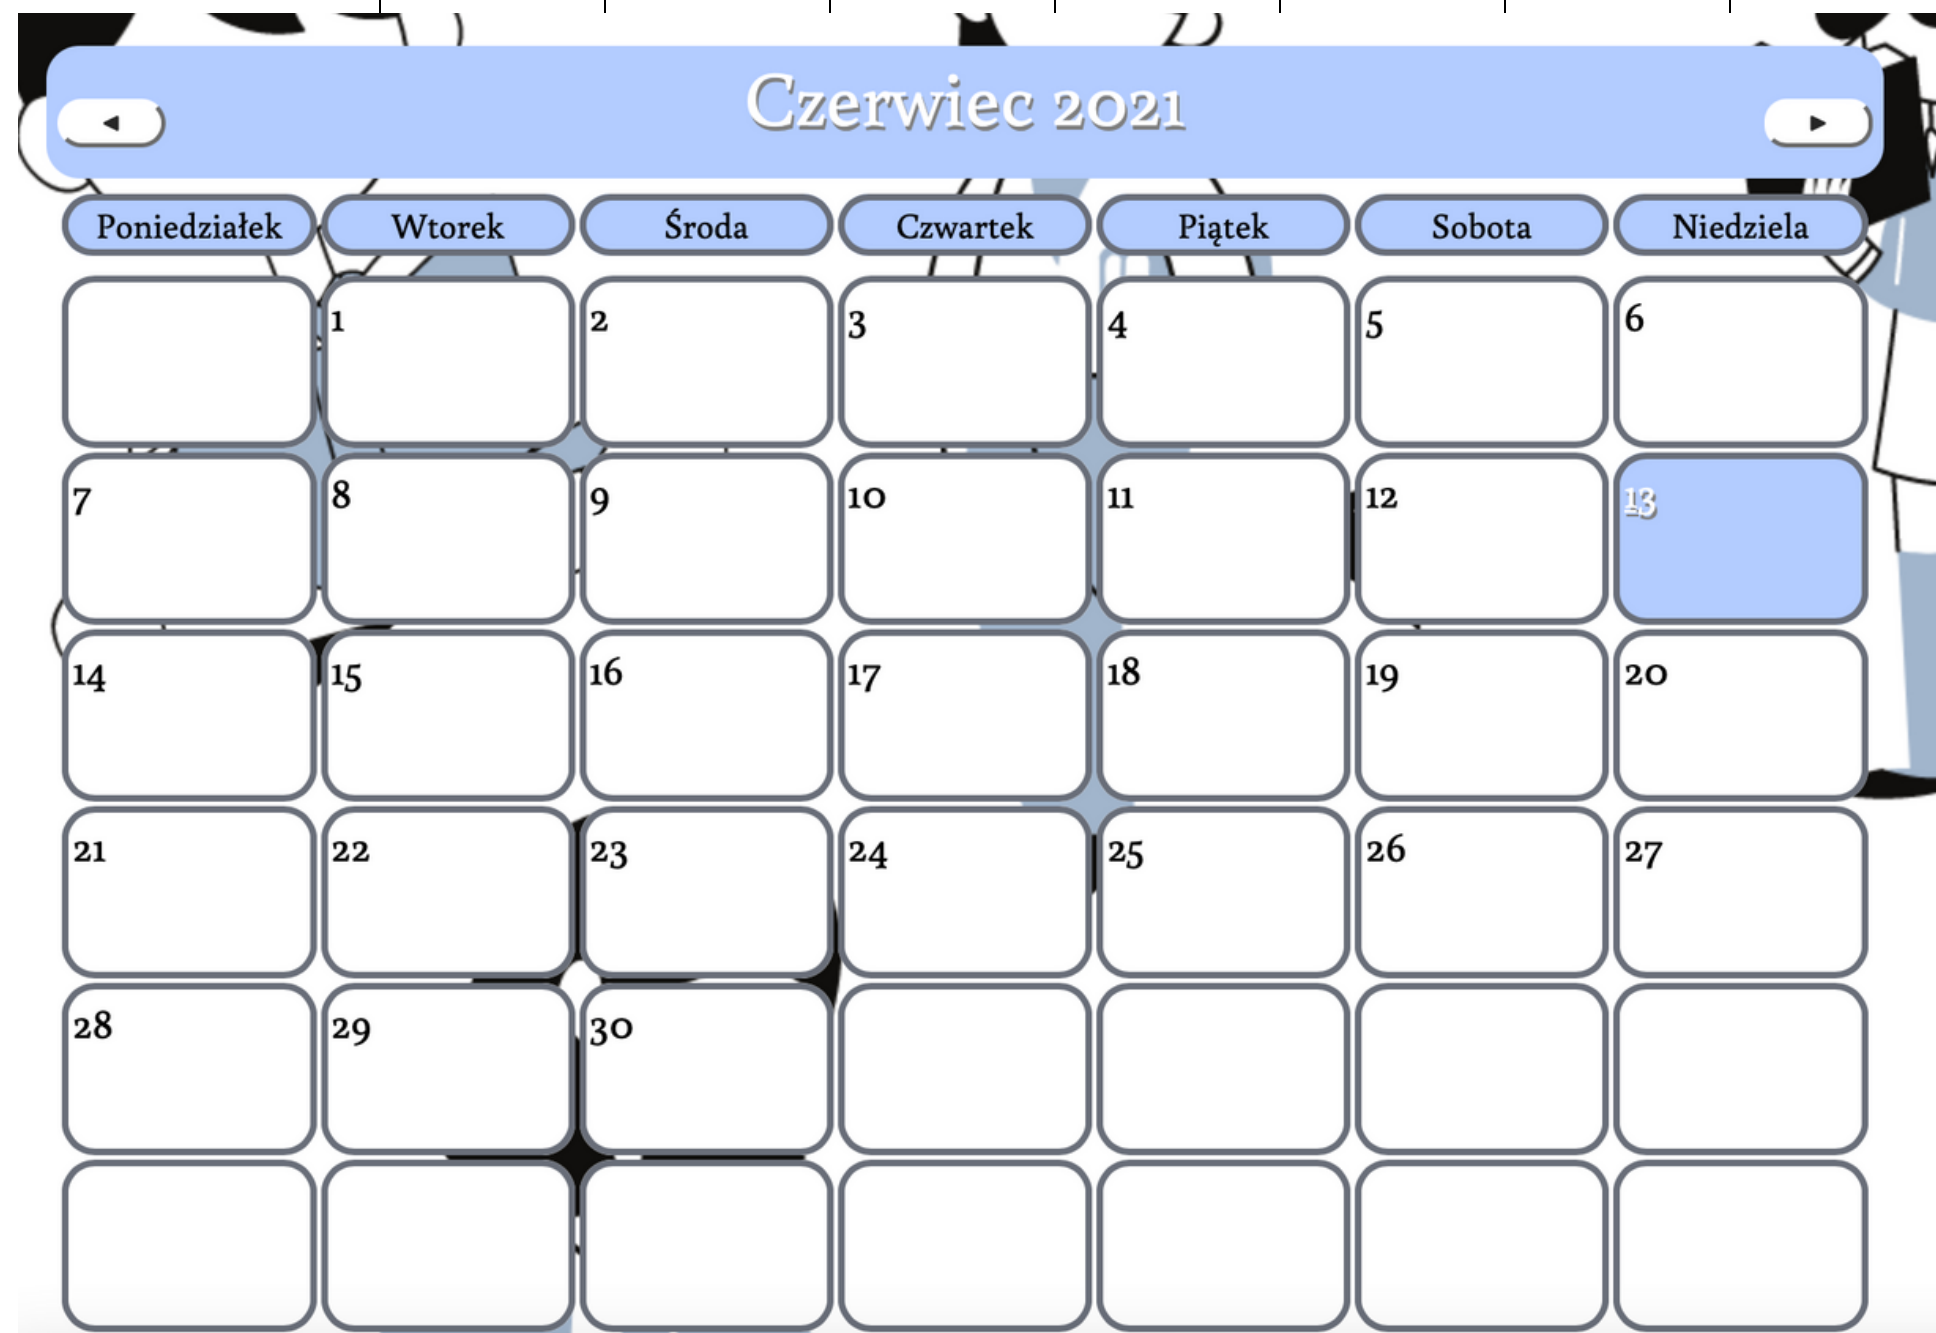 Czerwiec 2021
◄ ►
Poniedziałek Wtorek Środa Czwartek Piątek Sobota Niedziela
1 2 3 4 5 6
7 8 9 10 11 12 13
14 15 16 17 18 19 20
21 22 23 24 25 26 27
28 29 30